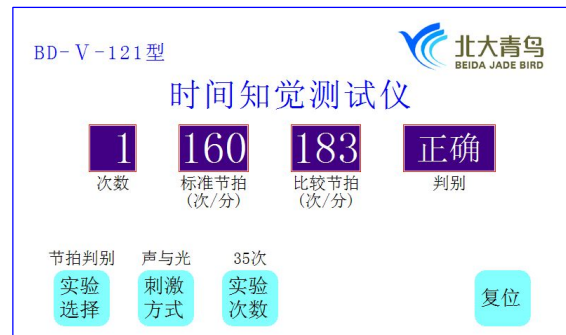 BD-Ⅴ-121型
北大青鸟
BEIDA JADE BIRD
时间知觉测试仪
1 160 183 正确
次数 标准节拍 比较节拍 判别
(次/分) (次/分)
节拍判别 声与光 35次
实验 刺激 实验
选择 方式 次数
复位